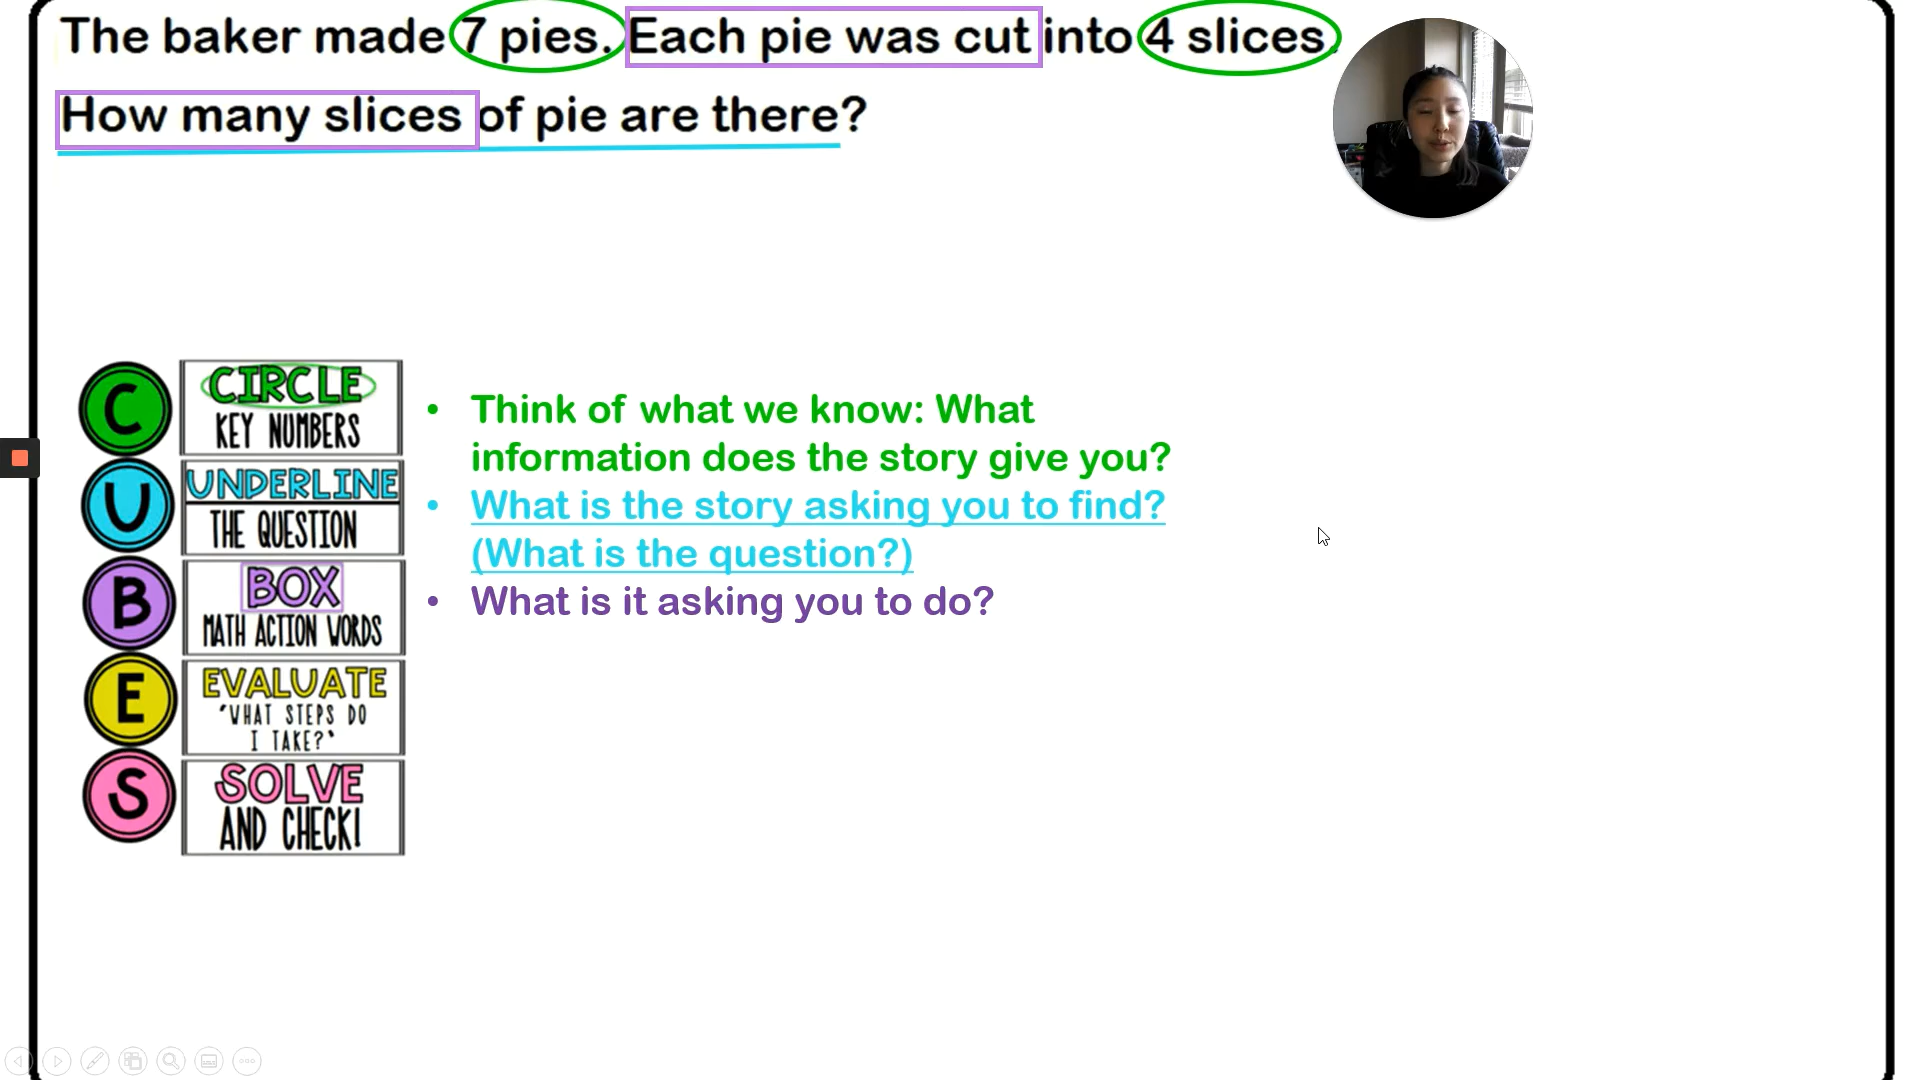 The baker made 7 pies. Each pie was cut into 4 slices.
How many slices of pie are there?
C
CIRCLE
KEY NUMBERS
U
UNDERLINE
THE QUESTION
B
BOX
MATH ACTION WORDS
E
EVALUATE
"WHAT STEPS DO
I TAKE?"
S
SOLVE
AND CHECK!
• Think of what we know: What
information does the story give you?
• What is the story asking you to find?
(What is the question?)
• What is it asking you to do?